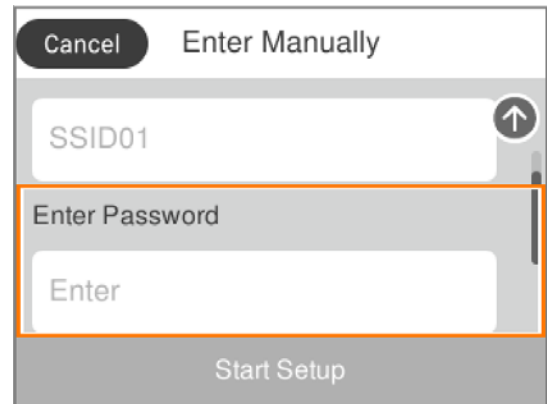 Cancel Enter Manually
SSID01
Enter Password
Enter
Start Setup